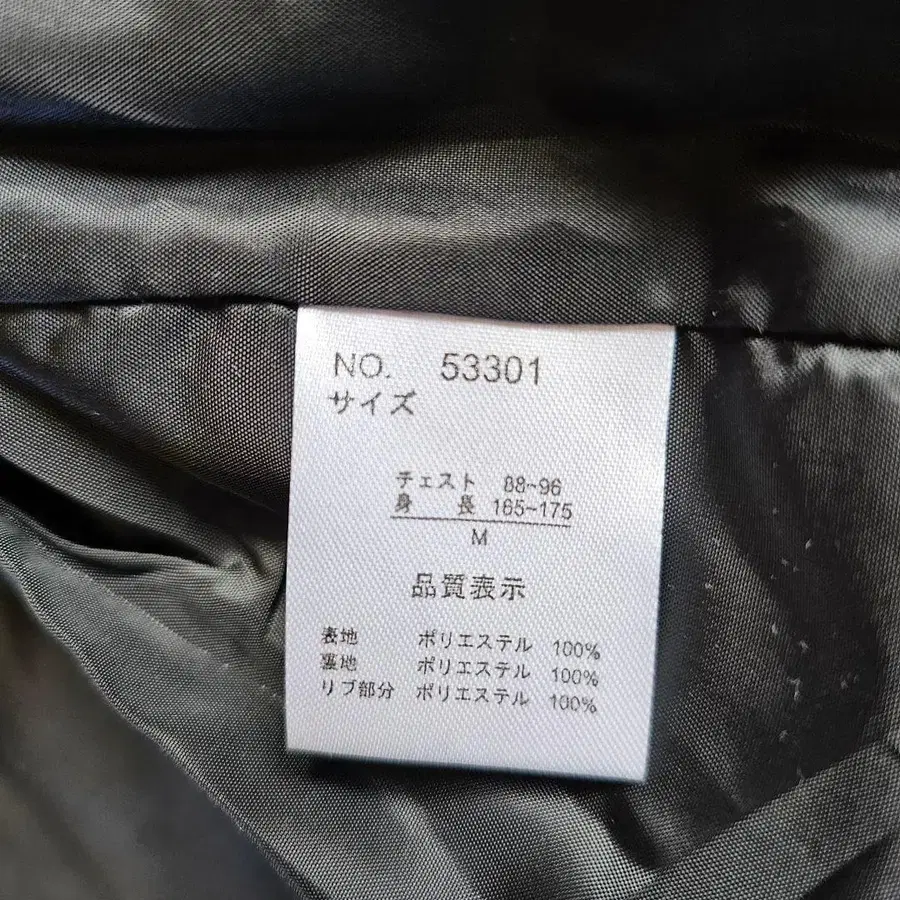 NO. 53301
サイズ
チェスト 88~96
身 長 165~175
M
品質表示
表地 ポリエステル 100%
裏地 ポリエステル 100%
リブ部分 ポリエステル 100%